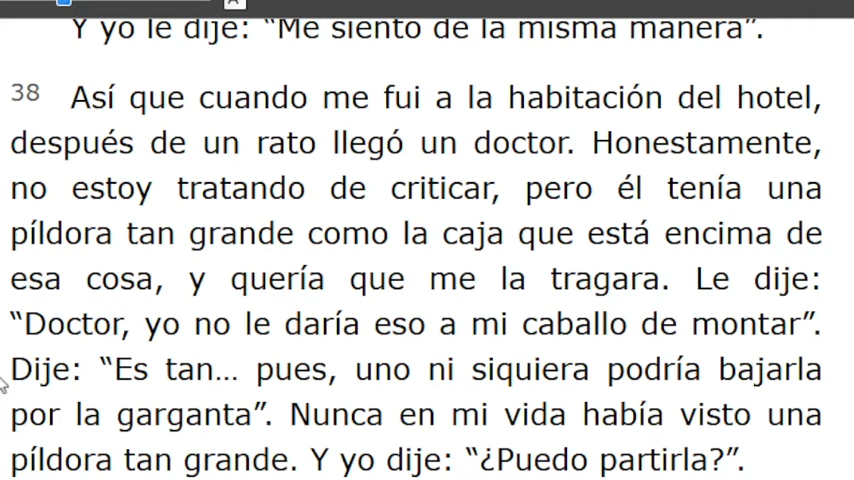 Y yo le dije: “Me siento de la misma manera”.
38 Así que cuando me fui a la habitación del hotel,
después de un rato llegó un doctor. Honestamente,
no estoy tratando de criticar, pero él tenía una
píldora tan grande como la caja que está encima de
esa cosa, y quería que me la tragara. Le dije:
“Doctor, yo no le daría eso a mi caballo de montar”.
Dije: “Es tan... pues, uno ni siquiera podría bajarla
por la garganta”. Nunca en mi vida había visto una
píldora tan grande. Y yo dije: “¿Puedo partirla?”.